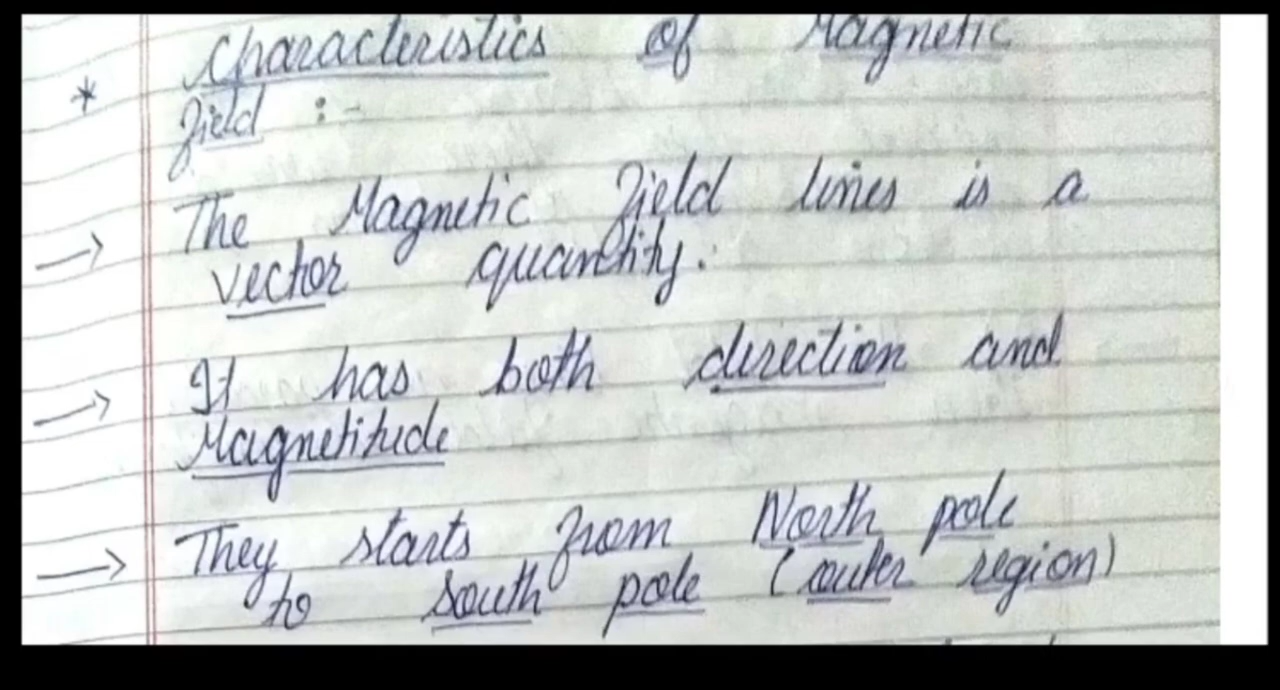 * Characteristics of Magnetic
Field :-
→ The Magnetic Field lines is a
vector quantity.
→ It has both direction and
Magnetitude
→ They starts from North pole
to south pole (outer region)